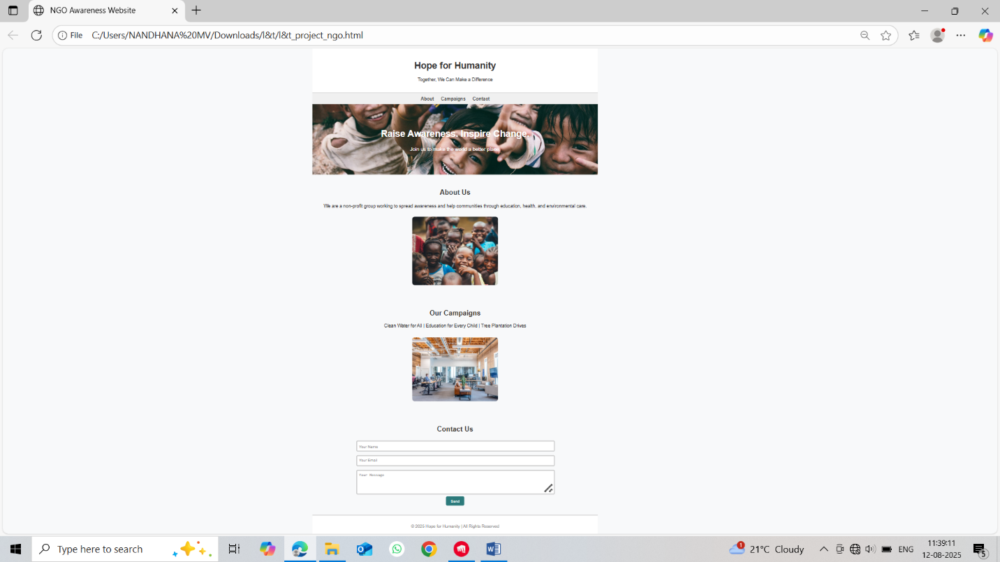 NGO Awareness Website
File C:/Users/NANDHANA%20MV/Downloads/l&t/l&t_project_ngo.html
Hope for Humanity
Together, We Can Make a Difference
About Campaigns Contact
Raise Awareness. Inspire Change.
Join us to make the world a better place.
About Us
We are a non-profit group working to spread awareness and help communities through education, health, and environmental care.
Our Campaigns
Clean Water for All | Education for Every Child | Tree Plantation Drives
Contact Us
Your Name
Your Email
Your Message
Send
© 2025 Hope for Humanity | All Rights Reserved
Type here to search
1
21°C Cloudy
ENG
11:39:11
12-08-2025
5